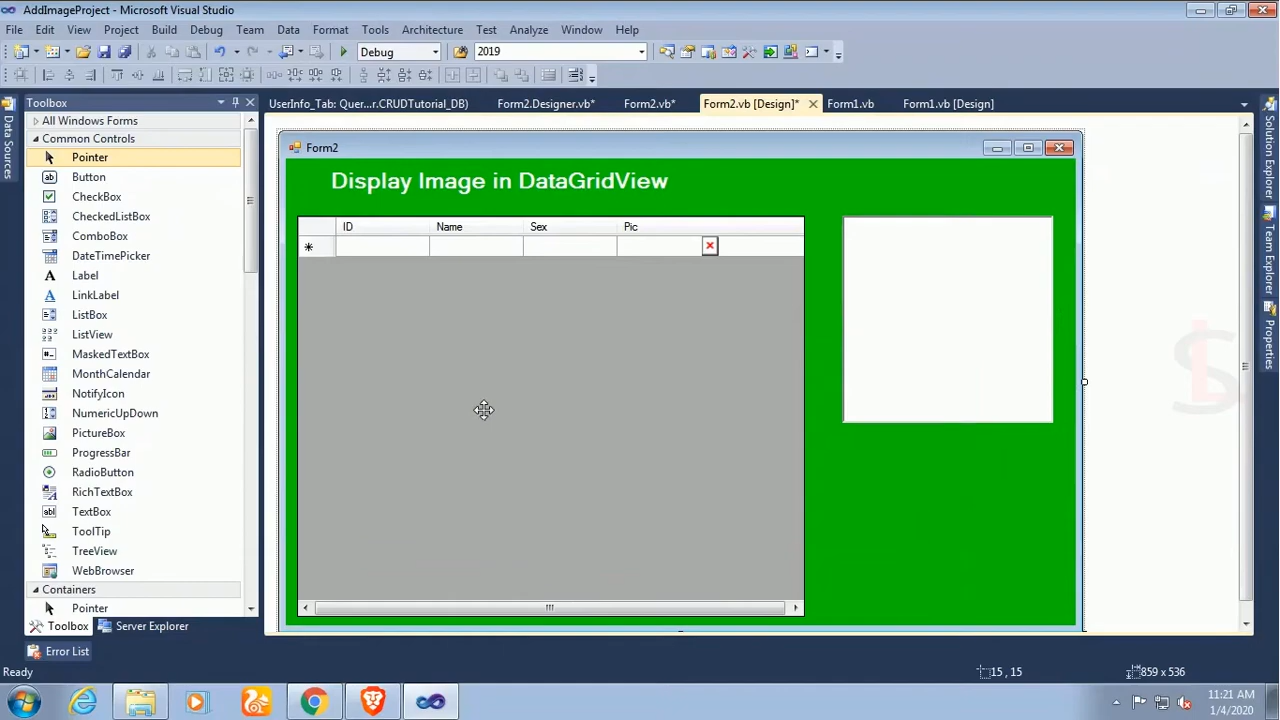 AddImageProject - Microsoft Visual Studio
File Edit View Project Build Debug Team Data Format Tools Architecture Test Analyze Window Help
Debug 2019
Toolbox
UserInfo_Tab: Quer...r.CRUDTutorial_DB) Form2.Designer.vb* Form2.vb* Form2.vb [Design]* Form1.vb Form1.vb [Design]
Data Sources
All Windows Forms
Common Controls
Pointer
Button
CheckBox
CheckedListBox
ComboBox
DateTimePicker
Label
LinkLabel
ListBox
ListView
MaskedTextBox
MonthCalendar
NotifyIcon
NumericUpDown
PictureBox
ProgressBar
RadioButton
RichTextBox
TextBox
ToolTip
TreeView
WebBrowser
Containers
Pointer
Toolbox Server Explorer
Form2
Display Image in DataGridView
ID Name Sex Pic
Solution Explorer
Team Explorer
Properties
LS
Error List
Ready 15 , 15 859 x 536
11:21 AM
1/4/2020